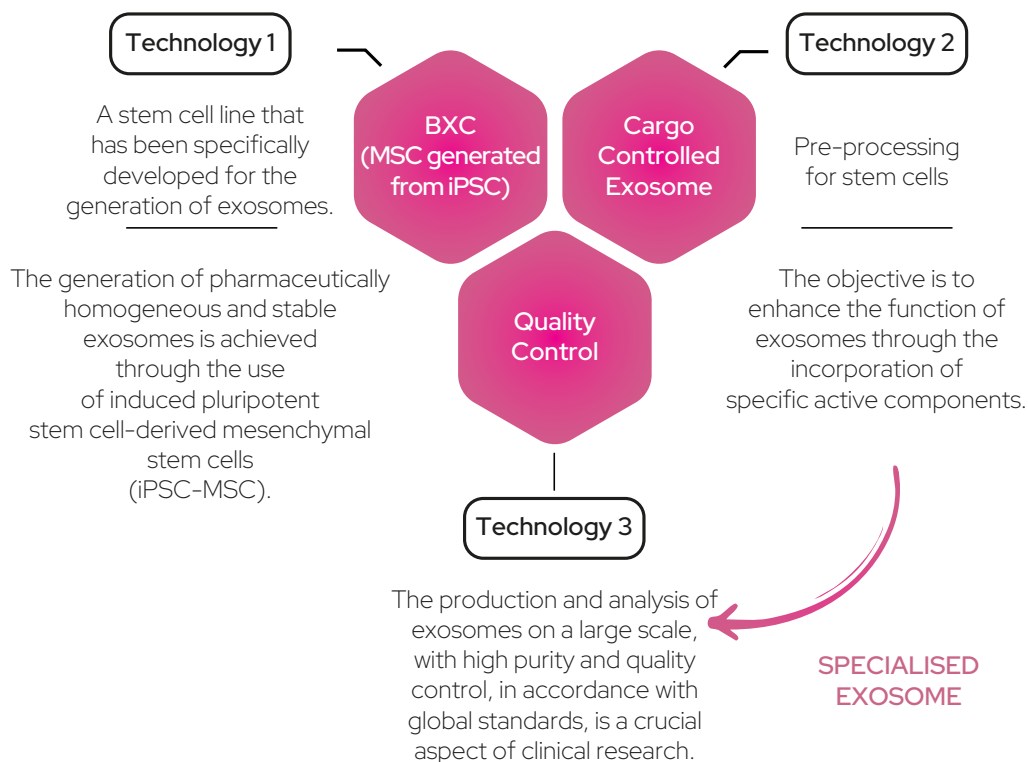 Technology 1
A stem cell line that
has been specifically
developed for the
generation of exosomes.
The generation of pharmaceutically
homogeneous and stable
exosomes is achieved
through the use
of induced pluripotent
stem cell-derived mesenchymal
stem cells
(iPSC-MSC).
BXC
(MSC generated
from iPSC)
Cargo
Controlled
Exosome
Quality
Control
Technology 2
Pre-processing
for stem cells
The objective is to
enhance the function of
exosomes through the
incorporation of
specific active components.
Technology 3
The production and analysis of
exosomes on a large scale,
with high purity and quality
control, in accordance with
global standards, is a crucial
aspect of clinical research.
SPECIALISED
EXOSOME